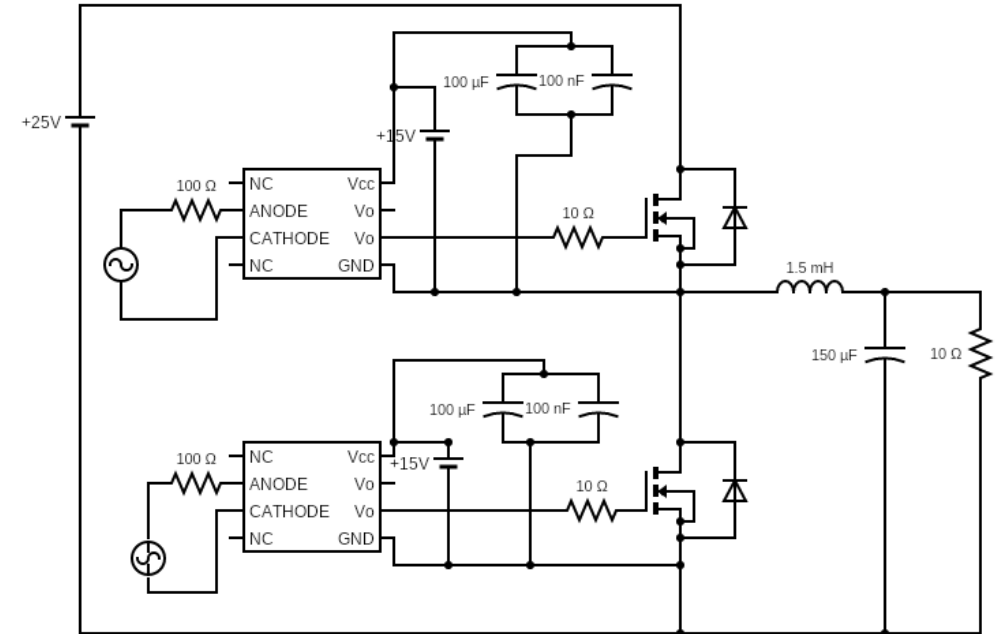 100 µF
100 nF
+25V
+15V
100 Ω
NC
Vcc
ANODE
Vo
10 Ω
CATHODE
Vo
NC
GND
1.5 mH
150 µF
10 Ω
100 µF
100 nF
100 Ω
NC
Vcc
+15V
ANODE
Vo
10 Ω
CATHODE
Vo
NC
GND